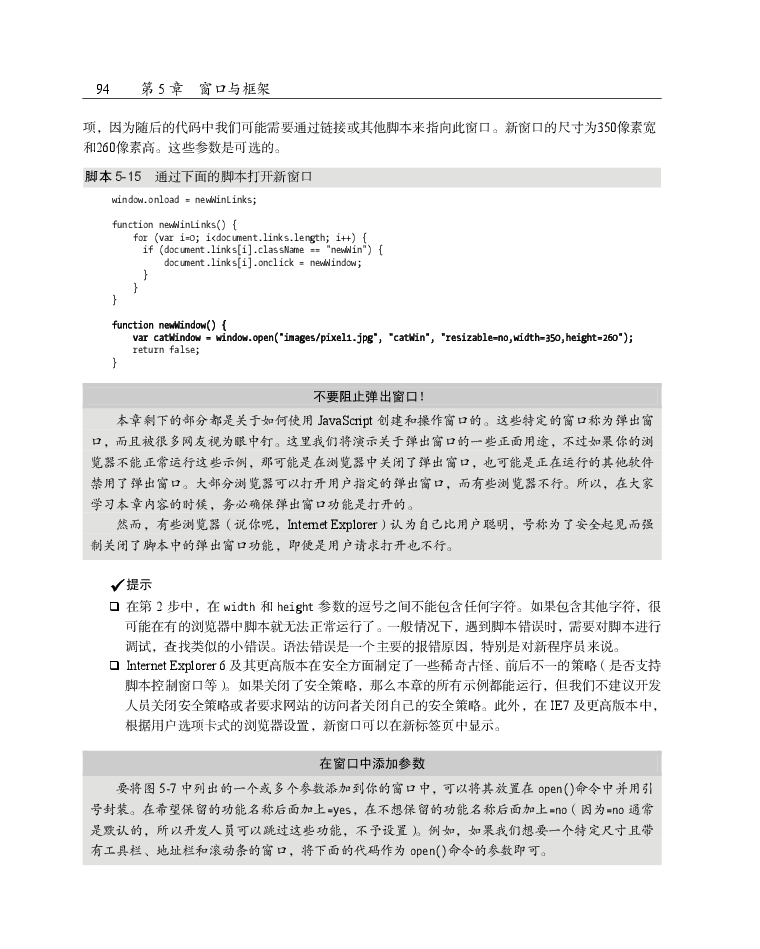 94 第 5 章 窗口与框架
项，因为随后的代码中我们可能需要通过链接或其他脚本来指向此窗口。新窗口的尺寸为350像素宽
和260像素高。这些参数是可选的。
脚本 5-15 通过下面的脚本打开新窗口
window.onload = newWinLinks;
function newWinLinks() {
for (var i=0; i<document.links.length; i++) {
if (document.links[i].className == "newWin") {
document.links[i].onclick = newWindow;
}
}
}
function newWindow() {
var catWindow = window.open("images/pixel1.jpg", "catWin", "resizable=no,width=350,height=260");
return false;
}
不要阻止弹出窗口！
本章剩下的部分都是关于如何使用 JavaScript 创建和操作窗口的。这些特定的窗口称为弹出窗
口，而且被很多网友视为眼中钉。这里我们将演示关于弹出窗口的一些正面用途，不过如果你的浏
览器不能正常运行这些示例，那可能是在浏览器中关闭了弹出窗口，也可能是正在运行的其他软件
禁用了弹出窗口。大部分浏览器可以打开用户指定的弹出窗口，而有些浏览器不行。所以，在大家
学习本章内容的时候，务必确保弹出窗口功能是打开的。
然而，有些浏览器（说你呢，Internet Explorer）认为自己比用户聪明，号称为了安全起见而强
制关闭了脚本中的弹出窗口功能，即便是用户请求打开也不行。
✓提示
❑ 在第 2 步中，在 width 和 height 参数的逗号之间不能包含任何字符。如果包含其他字符，很
可能在有的浏览器中脚本就无法正常运行了。一般情况下，遇到脚本错误时，需要对脚本进行
调试，查找类似的小错误。语法错误是一个主要的报错原因，特别是对新程序员来说。
❑ Internet Explorer 6 及其更高版本在安全方面制定了一些稀奇古怪、前后不一的策略（是否支持
脚本控制窗口等）。如果关闭了安全策略，那么本章的所有示例都能运行，但我们不建议开发
人员关闭安全策略或者要求网站的访问者关闭自己的安全策略。此外，在 IE7 及更高版本中，
根据用户选项卡式的浏览器设置，新窗口可以在新标签页中显示。
在窗口中添加参数
要将图 5-7 中列出的一个或多个参数添加到你的窗口中，可以将其放置在 open()命令中并用引
号封装。在希望保留的功能名称后面加上=yes，在不想保留的功能名称后面加上=no（因为=no 通常
是默认的，所以开发人员可以跳过这些功能，不予设置）。例如，如果我们想要一个特定尺寸且带
有工具栏、地址栏和滚动条的窗口，将下面的代码作为 open()命令的参数即可。